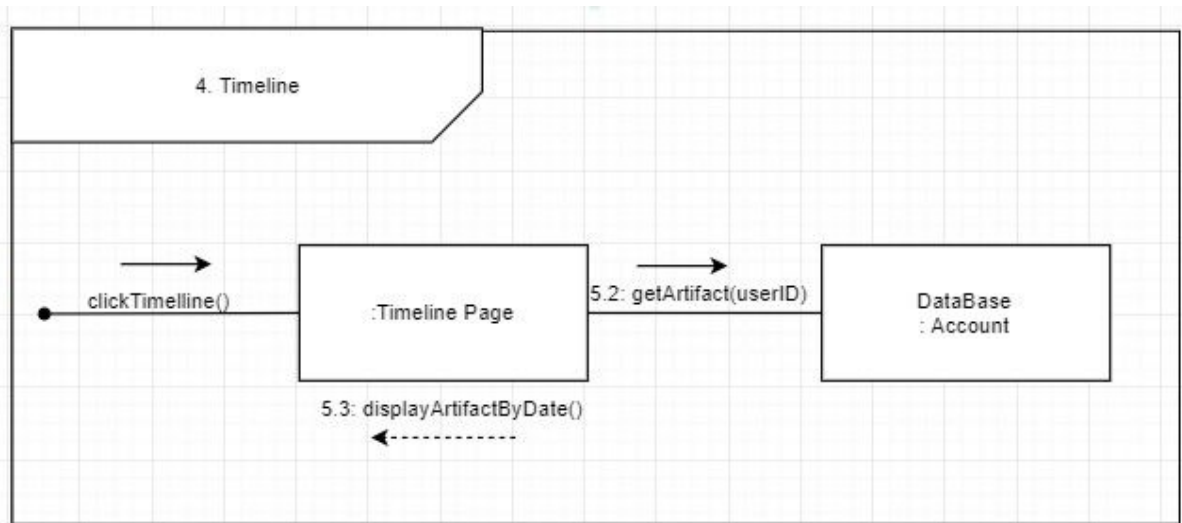 4. Timeline
clickTimelline()
:Timeline Page
5.2: getArtifact(userID)
DataBase
: Account
5.3: displayArtifactByDate()